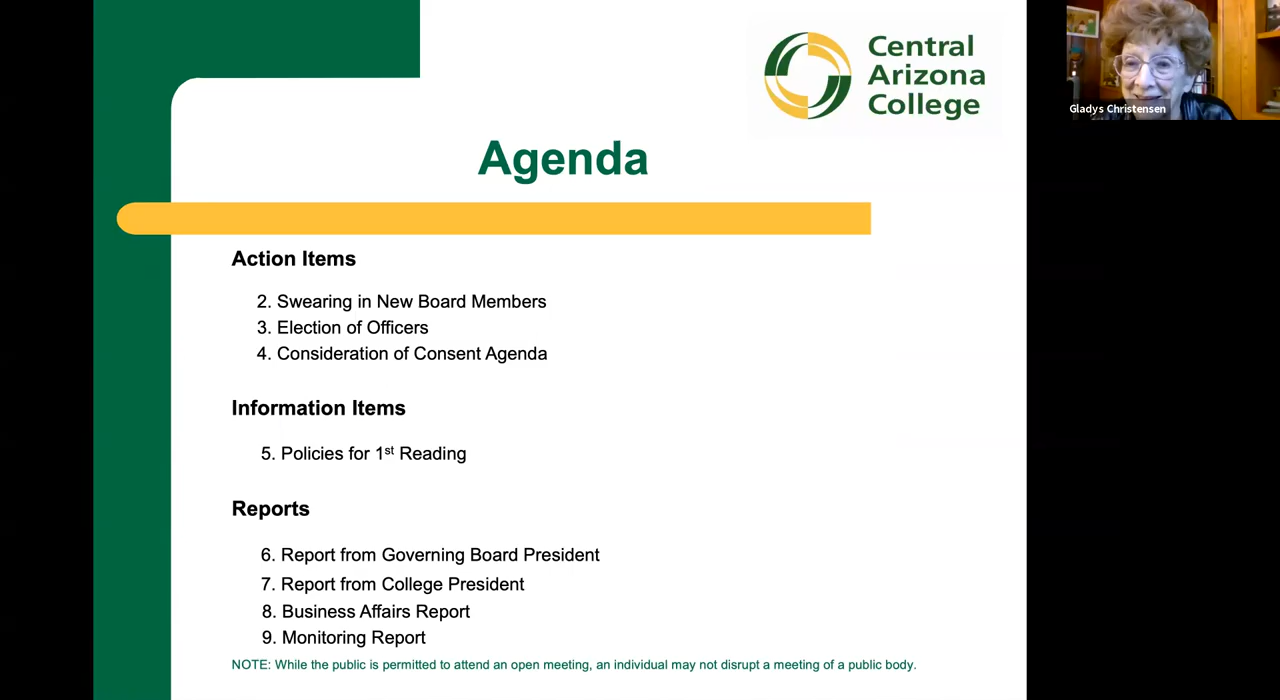 Central
Arizona
College
Gladys Christensen
Agenda
Action Items
2. Swearing in New Board Members
3. Election of Officers
4. Consideration of Consent Agenda
Information Items
5. Policies for 1st Reading
Reports
6. Report from Governing Board President
7. Report from College President
8. Business Affairs Report
9. Monitoring Report
NOTE: While the public is permitted to attend an open meeting, an individual may not disrupt a meeting of a public body.